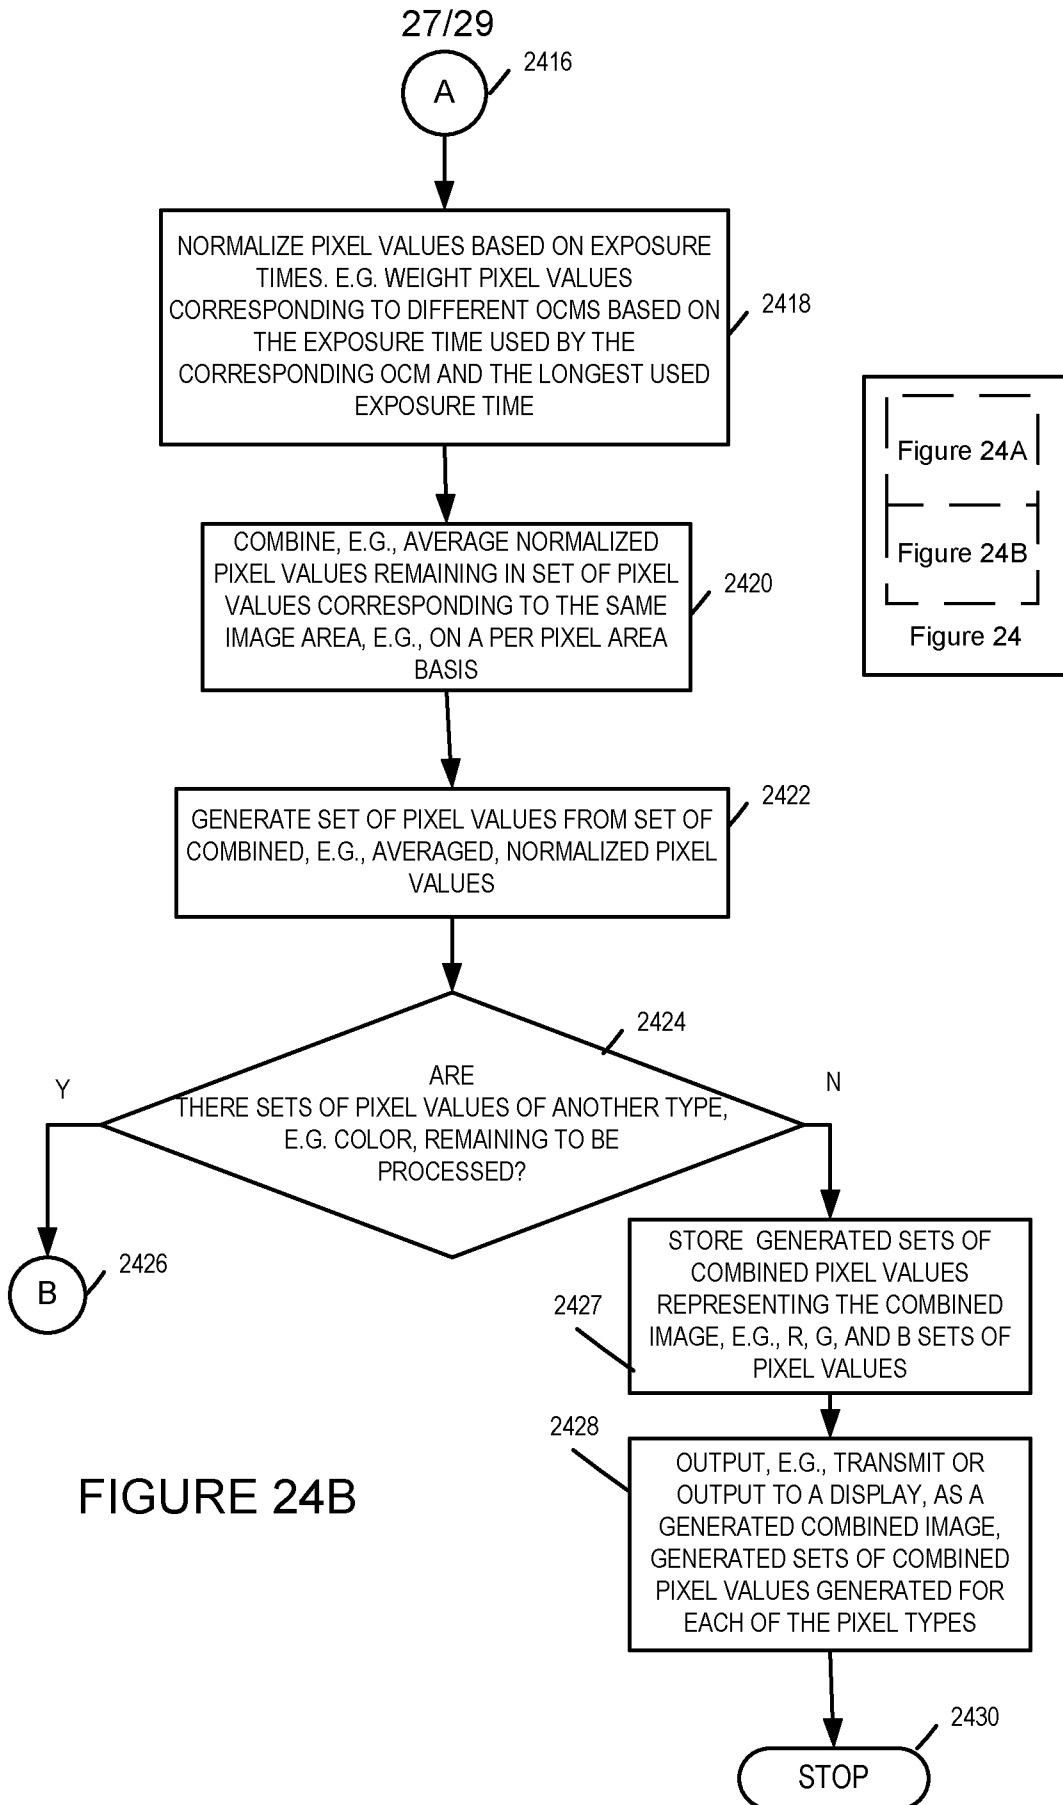 27/29
A
2416
NORMALIZE PIXEL VALUES BASED ON EXPOSURE
TIMES. E.G. WEIGHT PIXEL VALUES
CORRESPONDING TO DIFFERENT OCMS BASED ON
THE EXPOSURE TIME USED BY THE
CORRESPONDING OCM AND THE LONGEST USED
EXPOSURE TIME
2418
Figure 24A
Figure 24B
Figure 24
COMBINE, E.G., AVERAGE NORMALIZED
PIXEL VALUES REMAINING IN SET OF PIXEL
VALUES CORRESPONDING TO THE SAME
IMAGE AREA, E.G., ON A PER PIXEL AREA
BASIS
2420
GENERATE SET OF PIXEL VALUES FROM SET OF
COMBINED, E.G., AVERAGED, NORMALIZED PIXEL
VALUES
2422
2424
ARE
THERE SETS OF PIXEL VALUES OF ANOTHER TYPE,
E.G. COLOR, REMAINING TO BE
PROCESSED?
Y
N
B
2426
STORE GENERATED SETS OF
COMBINED PIXEL VALUES
REPRESENTING THE COMBINED
IMAGE, E.G., R, G, AND B SETS OF
PIXEL VALUES
2427
2428
OUTPUT, E.G., TRANSMIT OR
OUTPUT TO A DISPLAY, AS A
GENERATED COMBINED IMAGE,
GENERATED SETS OF COMBINED
PIXEL VALUES GENERATED FOR
EACH OF THE PIXEL TYPES
FIGURE 24B
2430
STOP